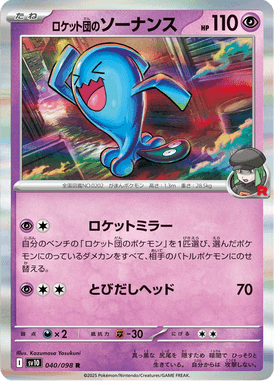 たね
ロケット団のソーナンス
HP 110
全国図鑑NO.0202 がまんポケモン 高さ:1.3m 重さ:28.5kg
ロケットミラー
自分のベンチの「ロケット団のポケモン」を1匹選び、選んだポケ
モンにのっているダメカンをすべて、相手のバトルポケモンにのせ
替える。
とびだしヘッド 70
弱点 ×2 抵抗力 -30 にげる
Illus. Kazumasa Yasukuni
I sv10 040/098 R
©2025 Pokémon/Nintendo/Creatures/GAME FREAK.
R